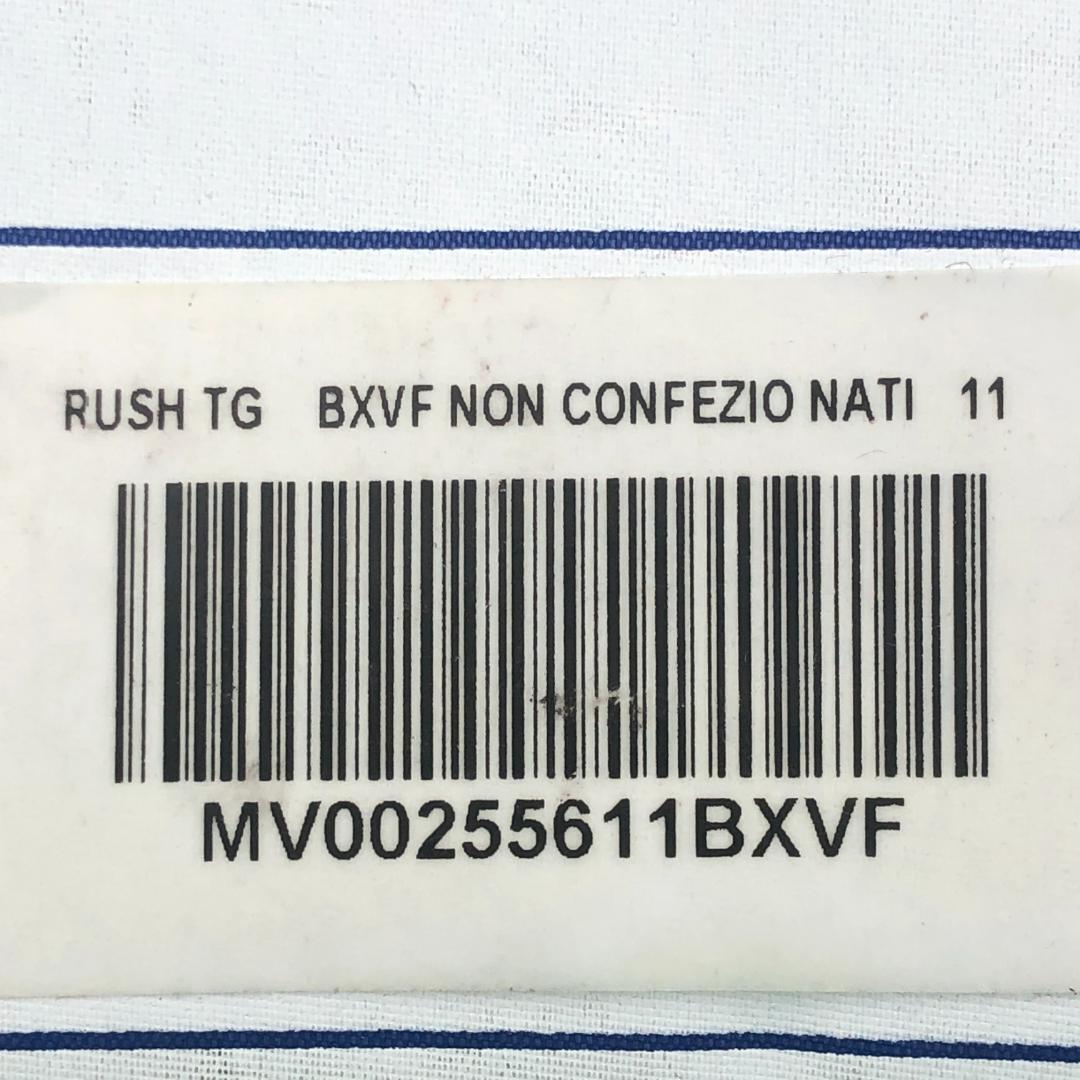 RUSH TG BXVF NON CONFEZIO NATI 11
MV00255611BXVF